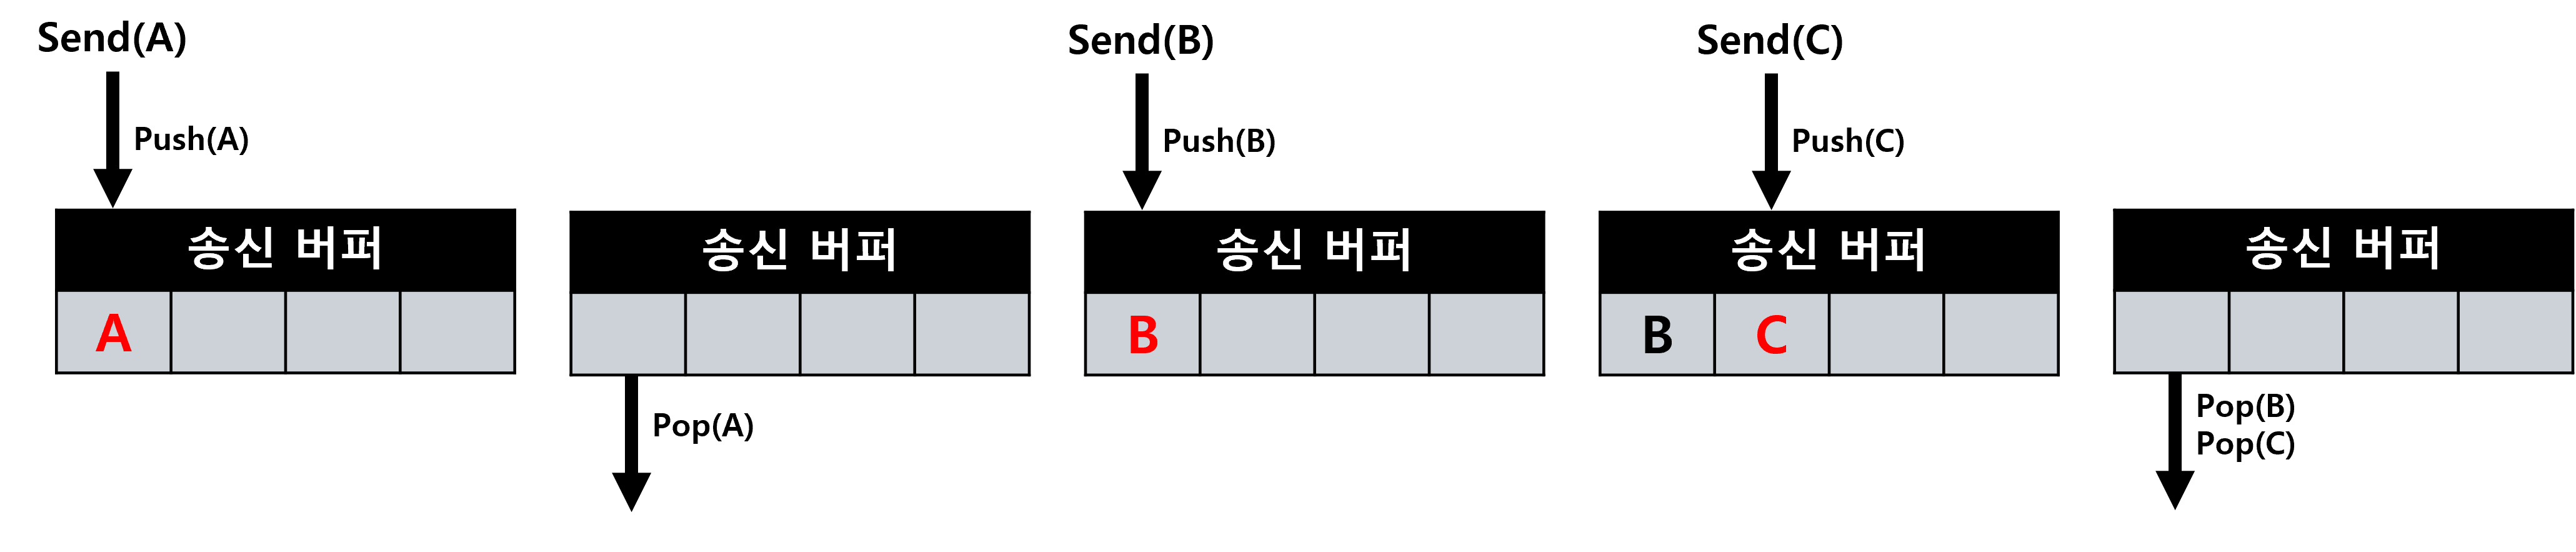 Send(A)
Push(A)
송신 버퍼
A
송신 버퍼
Pop(A)
Send(B)
Push(B)
송신 버퍼
B
Send(C)
Push(C)
송신 버퍼
B C
송신 버퍼
Pop(B)
Pop(C)